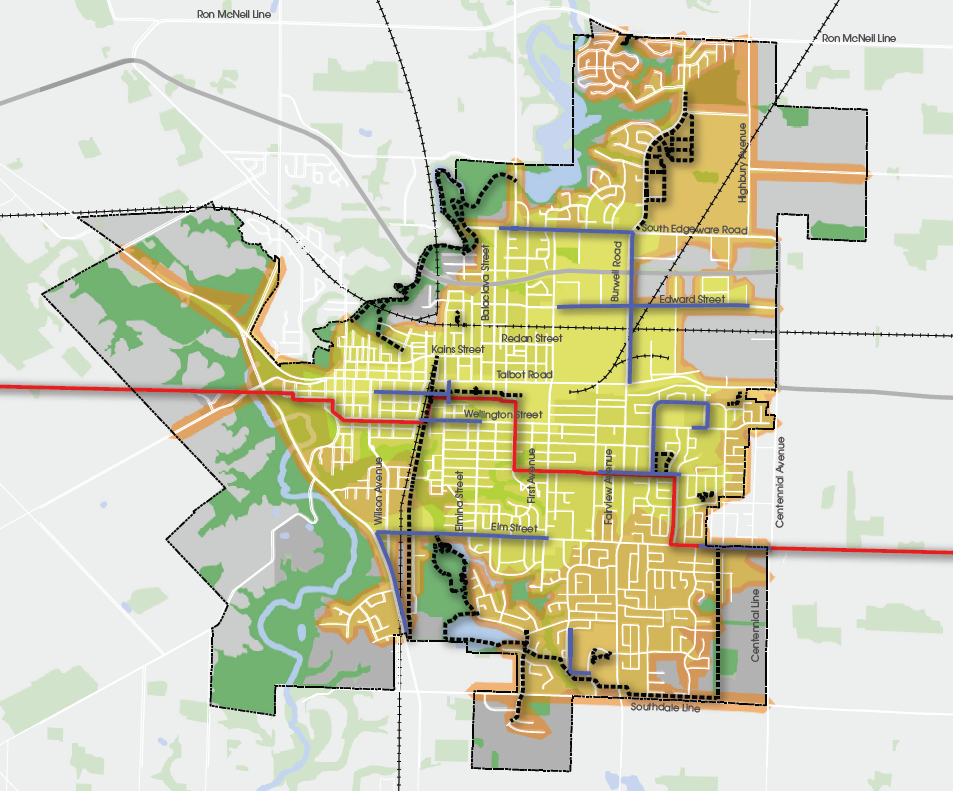 Ron McNeil Line
Ron McNeil Line
Highbury Avenue
South Edgeware Road
Balaclava Street
Burwell Road
Edward Street
Redan Street
Kains Street
Talbot Road
Wellington Street
Wilson Avenue
Elmina Street
First Avenue
Fairview Avenue
Centennial Avenue
Elm Street
Centennial Line
Southdale Line